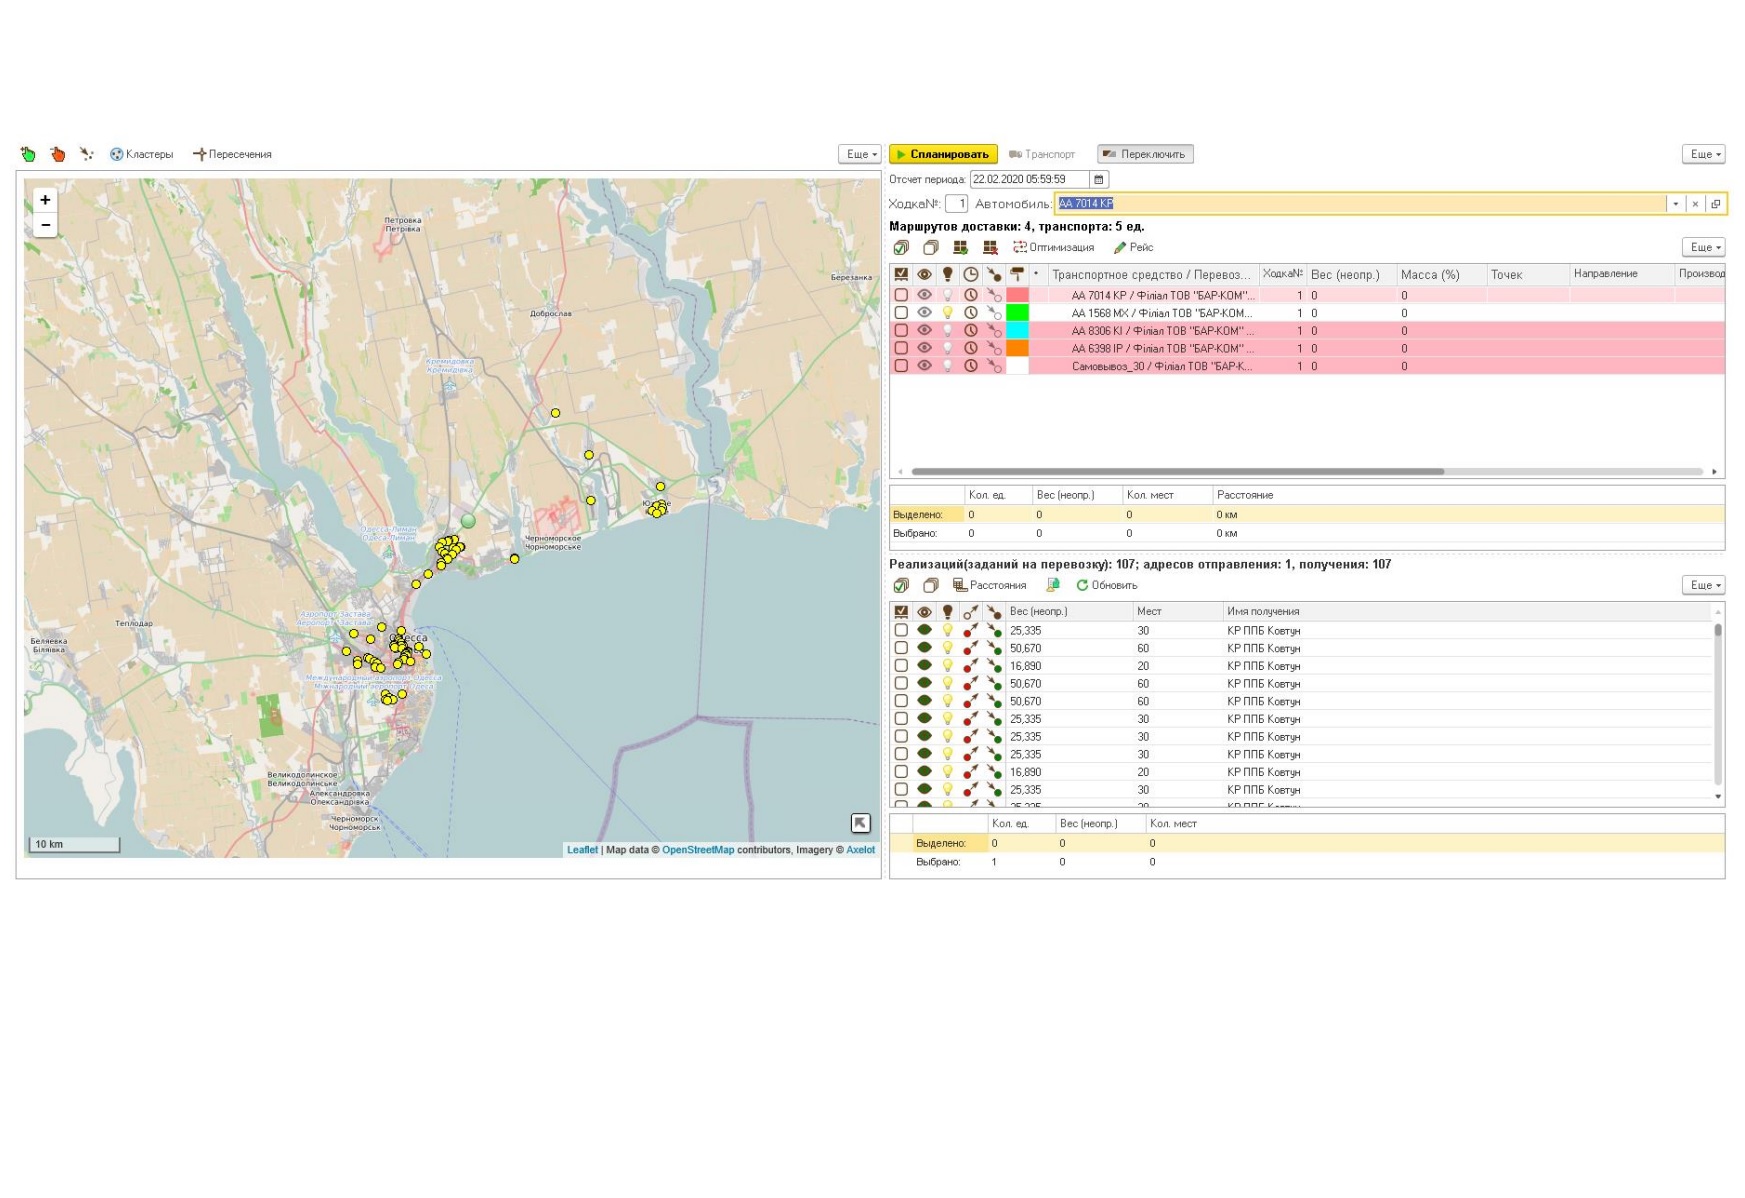 Кластеры
Пересечения
Еще
+
−
Петровка
Петрівка
Березанка
Доброслав
Кремидовка
Кремидівка
Одесса-Лиман
Одеса-Лиман
Черноморское
Чорноморське
Аэропорт Застава
Аеропорт Застава
Теплодар
Беляевка
Біляївка
Международный аэропорт Одесса
Міжнародний аеропорт Одеса
Великодолинское
Великодолинське
Александровка
Олександрівка
Черноморск
Чорноморськ
10 km
Leaflet | Map data © OpenStreetMap contributors, Imagery © Axelot
Спланировать
Транспорт
Переключить
Еще
Отсчет периода: 22.02.2020 05:59:59
Ходка№: 1 Автомобиль: АА 7014 КР
Маршрутов доставки: 4, транспорта: 5 ед.
Оптимизация
Рейс
Еще
Транспортное средство / Перевоз... Ходка№ Вес (неопр.) Масса (%) Точек Направление Производ
АА 7014 КР / Філіал ТОВ "БАР-КОМ"... 1 0 0
АА 1568 МХ / Філіал ТОВ "БАР-КОМ... 1 0 0
АА 8306 КІ / Філіал ТОВ "БАР-КОМ" ... 1 0 0
АА 6398 ІР / Філіал ТОВ "БАР-КОМ" ... 1 0 0
Самовывоз_30 / Філіал ТОВ "БАР-К... 1 0 0
Кол. ед. Вес (неопр.) Кол. мест Расстояние
Выделено: 0 0 0 0 км
Выбрано: 0 0 0 0 км
Реализаций(заданий на перевозку): 107; адресов отправления: 1, получения: 107
Расстояния
Обновить
Еще
Вес (неопр.) Мест Имя получения
25,335 30 КР ППБ Ковтун
50,670 60 КР ППБ Ковтун
16,890 20 КР ППБ Ковтун
50,670 60 КР ППБ Ковтун
50,670 60 КР ППБ Ковтун
25,335 30 КР ППБ Ковтун
25,335 30 КР ППБ Ковтун
25,335 30 КР ППБ Ковтун
16,890 20 КР ППБ Ковтун
25,335 30 КР ППБ Ковтун
Кол. ед. Вес (неопр.) Кол. мест
Выделено: 0 0 0
Выбрано: 1 0 0